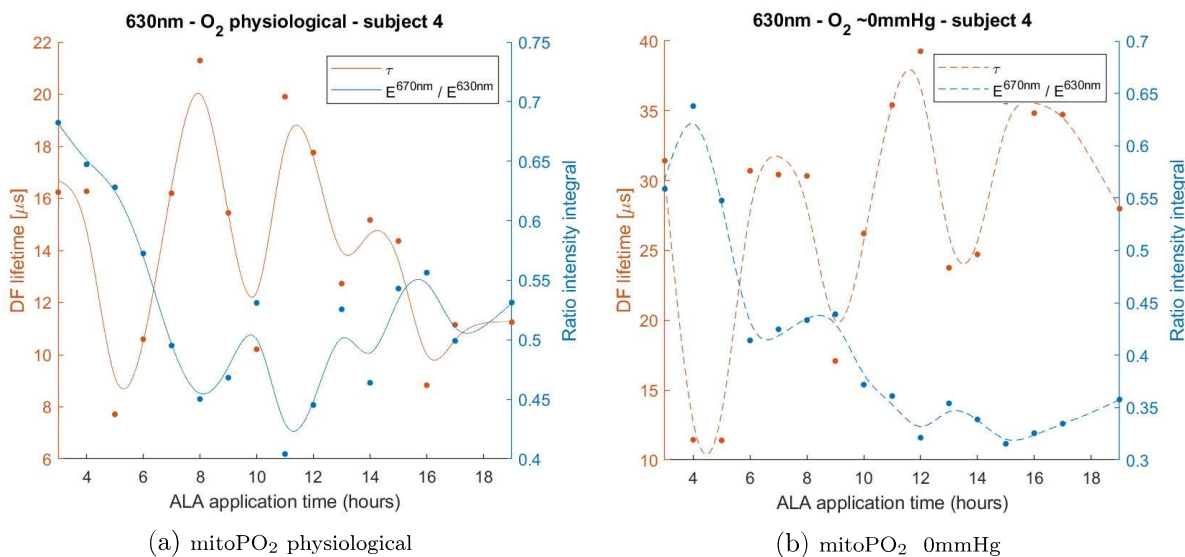 630nm - O2 physiological - subject 4
22
20
18
16
14
12
10
8
6
DF lifetime [μs]
0.75
0.7
0.65
0.6
0.55
0.5
0.45
0.4
Ratio intensity integral
τ
E^670nm / E^630nm
4 6 8 10 12 14 16 18
ALA application time (hours)
(a) mitoPO2 physiological
630nm - O2 ~0mmHg - subject 4
40
35
30
25
20
15
10
DF lifetime [μs]
0.7
0.65
0.6
0.55
0.5
0.45
0.4
0.35
0.3
Ratio intensity integral
τ
E^670nm / E^630nm
4 6 8 10 12 14 16 18
ALA application time (hours)
(b) mitoPO2 0mmHg